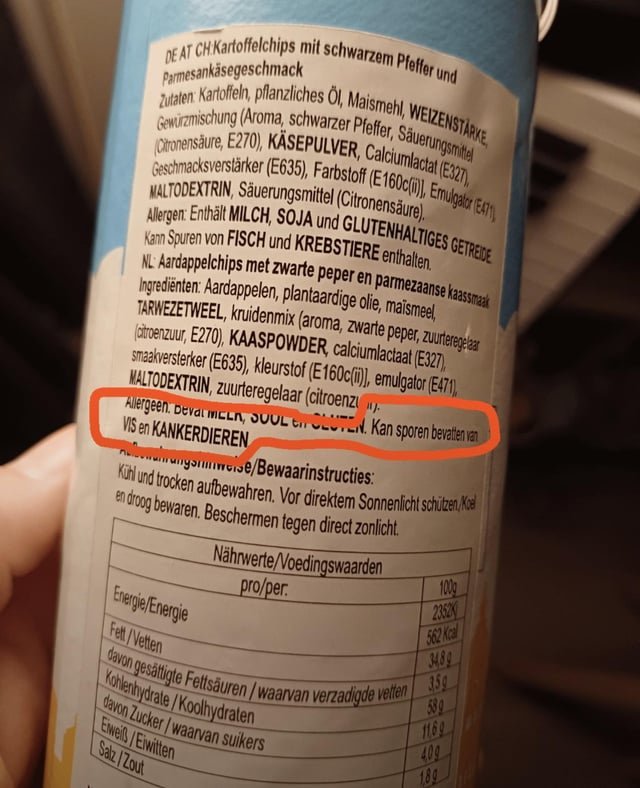 DE AT CH:Kartoffelchips mit schwarzem Pfeffer und
Parmesankäsegeschmack
Zutaten: Kartoffeln, pflanzliches Öl, Maismehl, WEIZENSTÄRKE,
Gewürzmischung (Aroma, schwarzer Pfeffer, Säuerungsmittel
(Citronensäure, E270), KÄSEPULVER, Calciumlactat (E327),
Geschmacksverstärker (E635), Farbstoff (E160c(ii)], Emulgator (E471),
MALTODEXTRIN, Säuerungsmittel (Citronensäure).
Allergen: Enthält MILCH, SOJA und GLUTENHALTIGES GETREIDE.
Kann Spuren von FISCH und KREBSTIERE enthalten.
NL: Aardappelchips met zwarte peper en parmezaanse kaassmaak
Ingrediënten: Aardappelen, plantaardige olie, maïsmeel,
TARWEZETWEEL, kruidenmix (aroma, zwarte peper, zuurteregelaar
(citroenzuur, E270), KAASPOWDER, calciumlactaat (E327),
smaakversterker (E635), kleurstof (E160c(ii)], emulgator (E471),
MALTODEXTRIN, zuurteregelaar (citroenzuur).
Allergeen: Bevat MELK, en GLUTEN. Kan sporen bevatten van
VIS en KANKERDIEREN
Aufbewahrungshinweise/Bewaarinstructies:
Kühl und trocken aufbewahren. Vor direktem Sonnenlicht schützen./Koel
en droog bewaren. Beschermen tegen direct zonlicht.
Nährwerte/Voedingswaarden
pro/per: 100g
Energie/Energie 2352Kj
562 Kcal
Fett/Vetten 34,8 g
davon gesättigte Fettsäuren / waarvan verzadigde vetten 3,5 g
Kohlenhydrate / Koolhydraten 58 g
davon Zucker / waarvan suikers 11,6 g
Eiweiß / Eiwitten 4,0 g
Salz / Zout 1,8 g